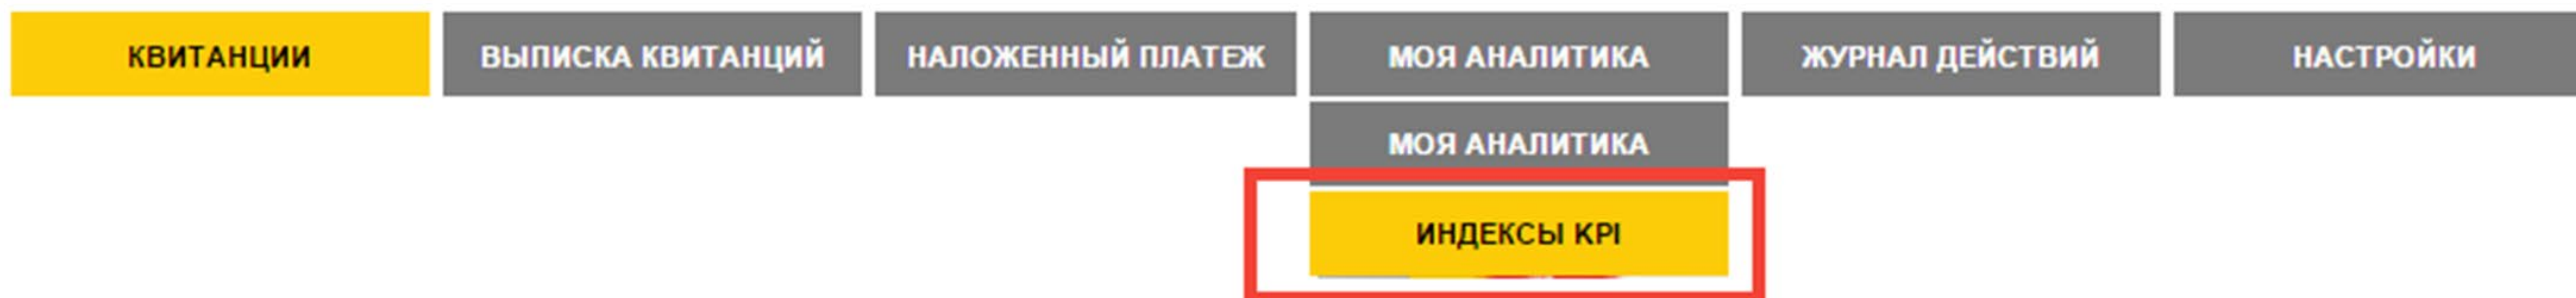 КВИТАНЦИИ ВЫПИСКА КВИТАНЦИЙ НАЛОЖЕННЫЙ ПЛАТЕЖ МОЯ АНАЛИТИКА ЖУРНАЛ ДЕЙСТВИЙ НАСТРОЙКИ
МОЯ АНАЛИТИКА
ИНДЕКСЫ KPI